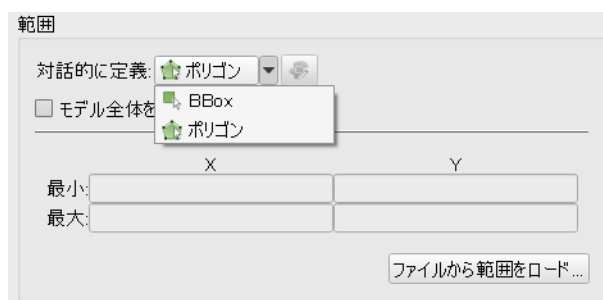 範囲
対話的に定義: ポリゴン
モデル全体を
BBox
ポリゴン
X Y
最小:
最大:
ファイルから範囲をロード...